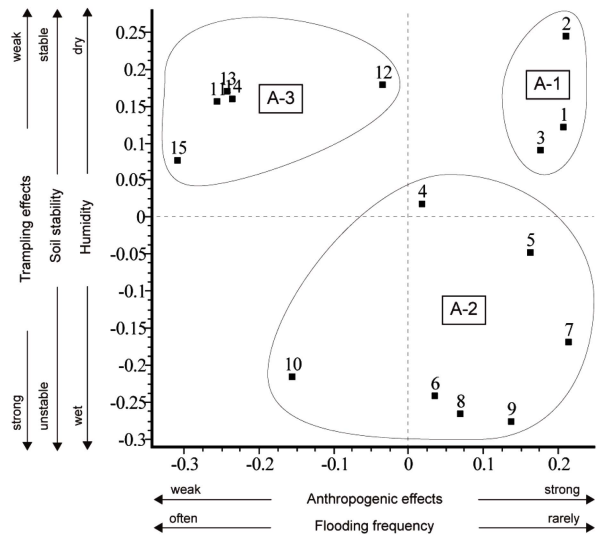 weak
stable
dry
Trampling effects
Soil stability
Humidity
strong
unstable
wet
0.25
0.2
0.15
0.1
0.05
0
-0.05
-0.1
-0.15
-0.2
-0.25
-0.3
2
A-1
1
3
12
13
11 14
A-3
15
4
5
A-2
7
10
6
8
9
-0.3 -0.2 -0.1 0 0.1 0.2
weak Anthropogenic effects strong
often Flooding frequency rarely